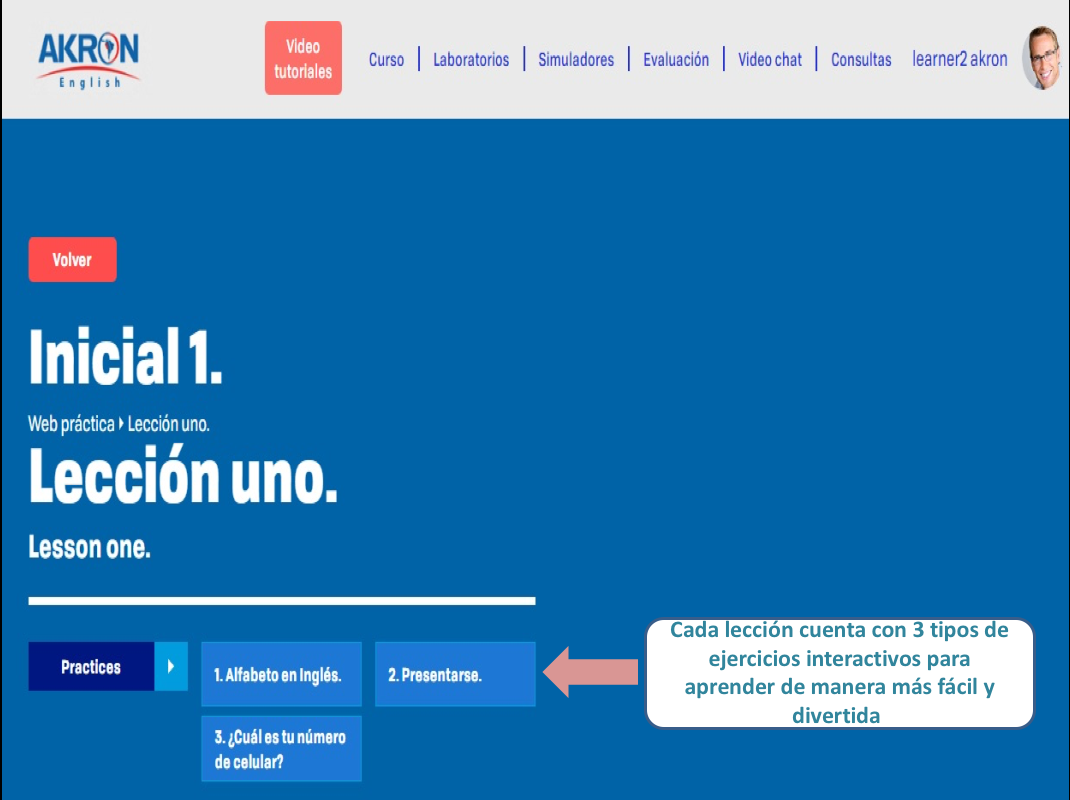 AKRON
English
Video
tutoriales
Curso
Laboratorios
Simuladores
Evaluación
Video chat
Consultas
learner2 akron
Volver
Inicial 1.
Web práctica Lección uno.
Lección uno.
Lesson one.
Practices
1. Alfabeto en Inglés.
2. Presentarse.
3. ¿Cuál es tu número
de celular?
Cada lección cuenta con 3 tipos de
ejercicios interactivos para
aprender de manera más fácil y
divertida